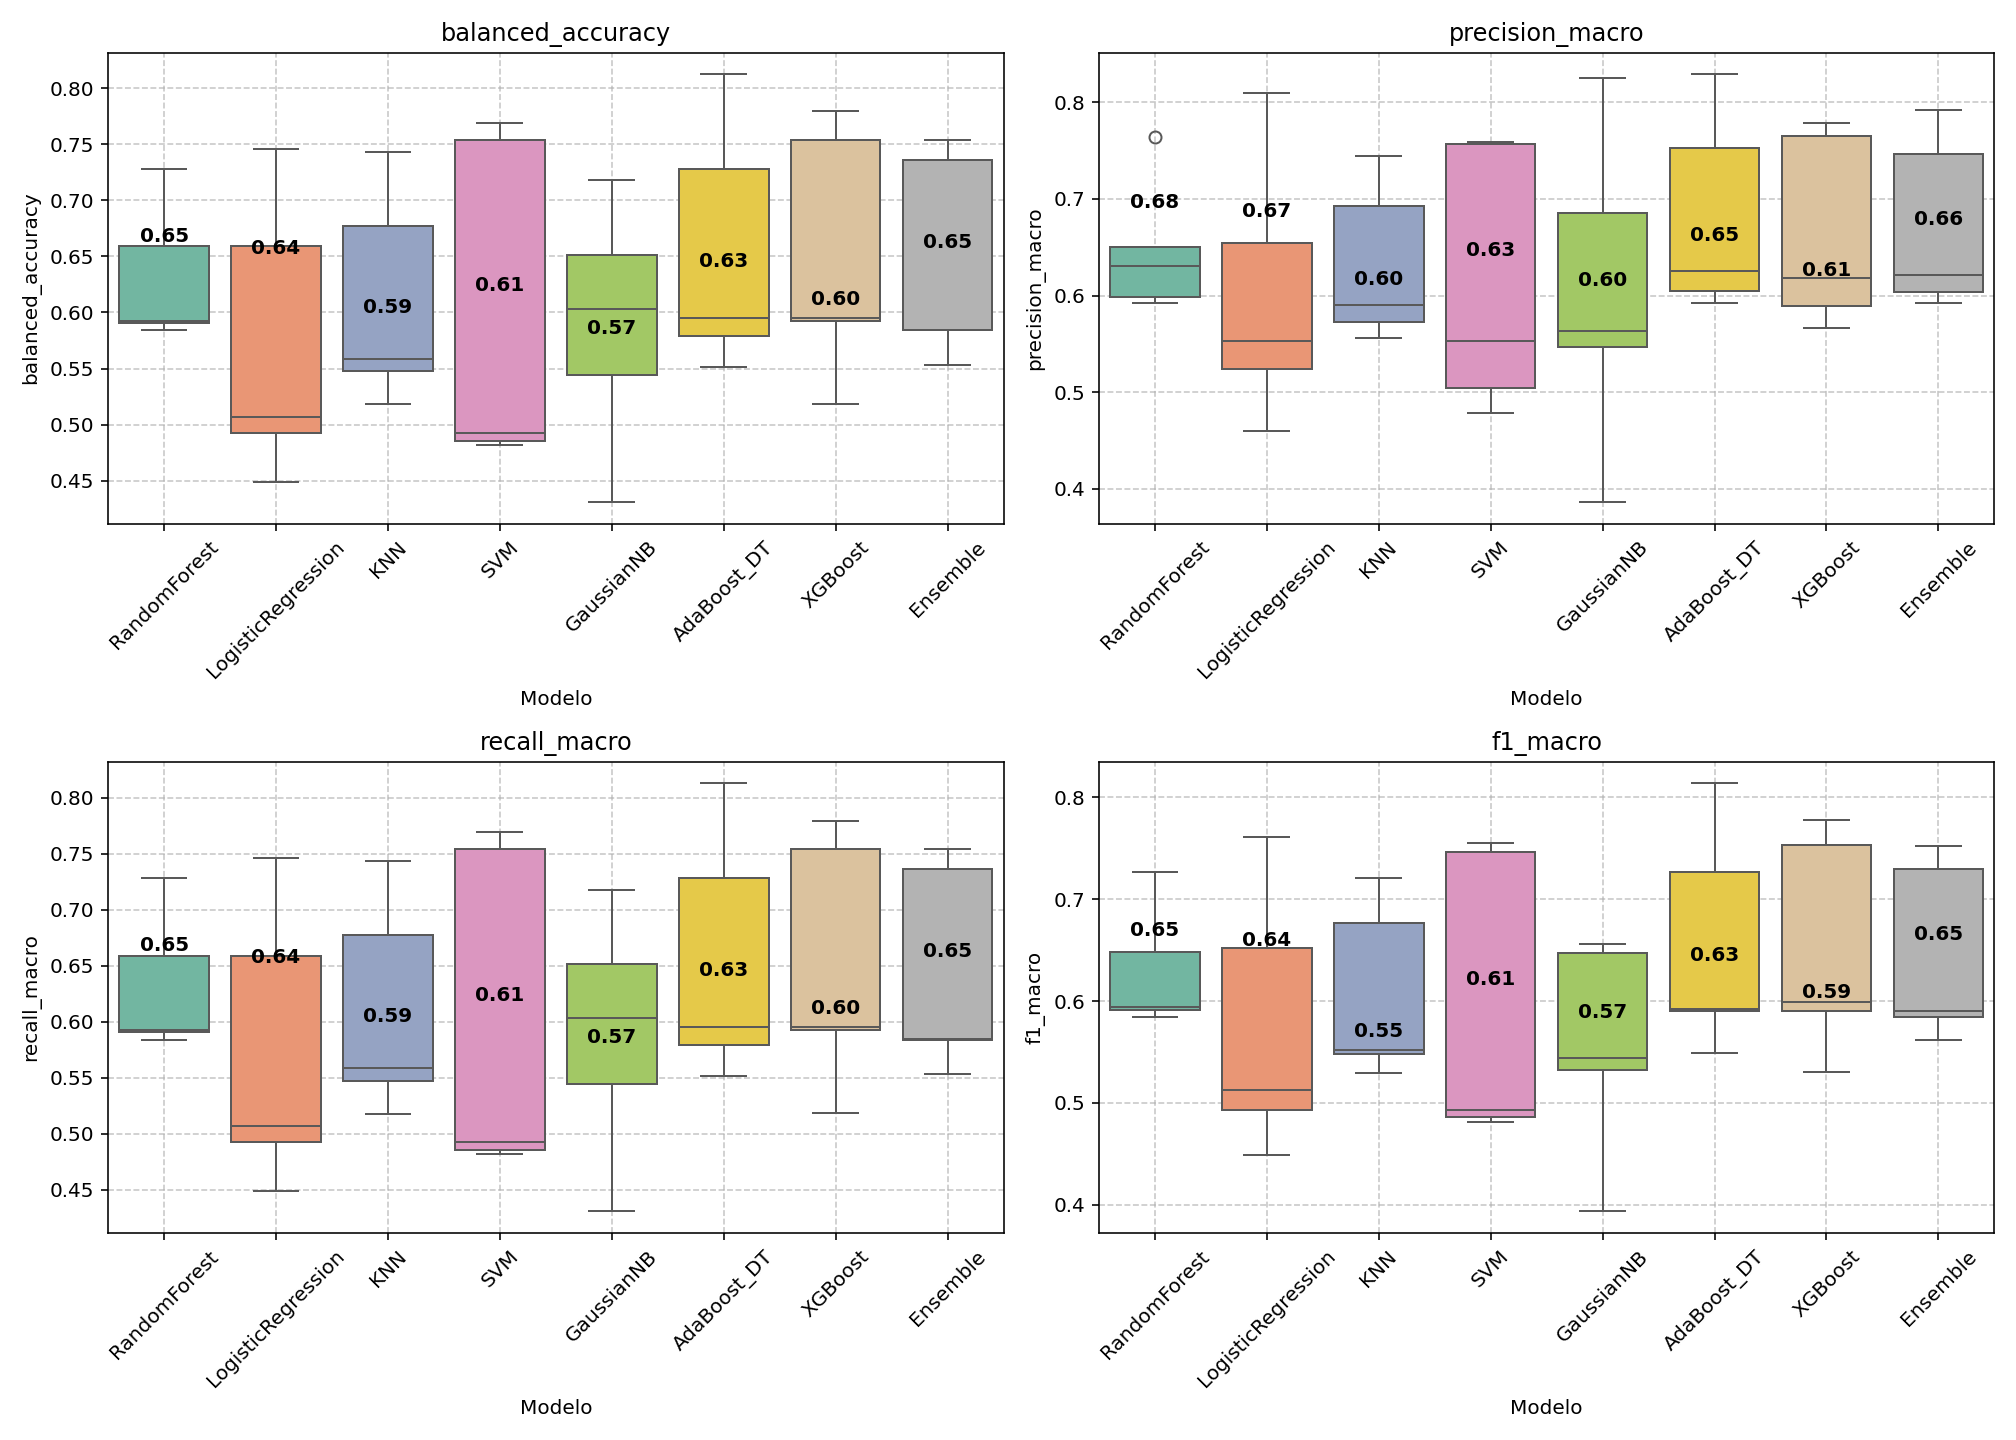 balanced_accuracy
balanced_accuracy
0.80
0.75
0.70
0.65
0.60
0.55
0.50
0.45
0.65
0.64
0.59
0.61
0.57
0.63
0.60
0.65
RandomForest
LogisticRegression
KNN
SVM
GaussianNB
AdaBoost_DT
XGBoost
Ensemble
Modelo
precision_macro
precision_macro
0.8
0.7
0.6
0.5
0.4
0.68
0.67
0.60
0.63
0.60
0.65
0.61
0.66
RandomForest
LogisticRegression
KNN
SVM
GaussianNB
AdaBoost_DT
XGBoost
Ensemble
Modelo
recall_macro
recall_macro
0.80
0.75
0.70
0.65
0.60
0.55
0.50
0.45
0.65
0.64
0.59
0.61
0.57
0.63
0.60
0.65
RandomForest
LogisticRegression
KNN
SVM
GaussianNB
AdaBoost_DT
XGBoost
Ensemble
Modelo
f1_macro
f1_macro
0.8
0.7
0.6
0.5
0.4
0.65
0.64
0.55
0.61
0.57
0.63
0.59
0.65
RandomForest
LogisticRegression
KNN
SVM
GaussianNB
AdaBoost_DT
XGBoost
Ensemble
Modelo